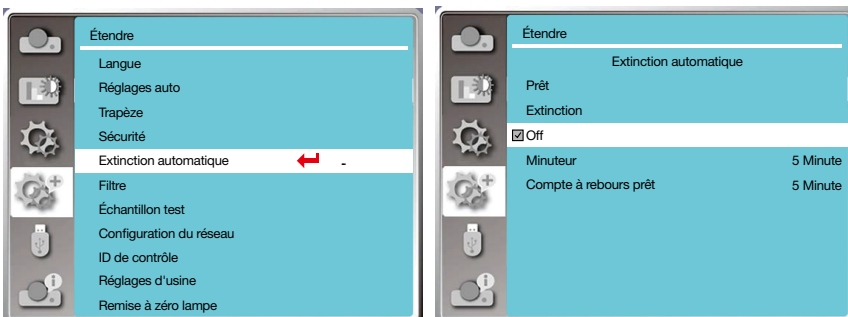 Étendre
Langue
Réglages auto
Trapèze
Sécurité
Extinction automatique -
Filtre
Échantillon test
Configuration du réseau
ID de contrôle
Réglages d'usine
Remise à zéro lampe
Étendre
Extinction automatique
Prêt
Extinction
Off
Minuteur 5 Minute
Compte à rebours prêt 5 Minute